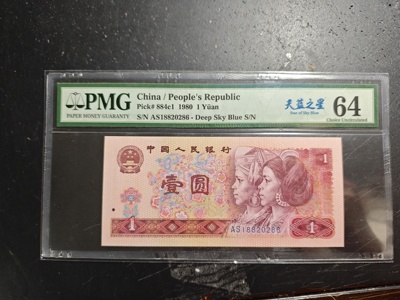 PMG
PAPER MONEY GUARANTY
China / People's Republic
Pick# 884c1 1980 1 Yüan
S/N AS18820286 - Deep Sky Blue S/N
天蓝之星
Star of Sky Blue
64
Choice Uncirculated
中国人民银行
1
壹圆
AS18820286
1
1